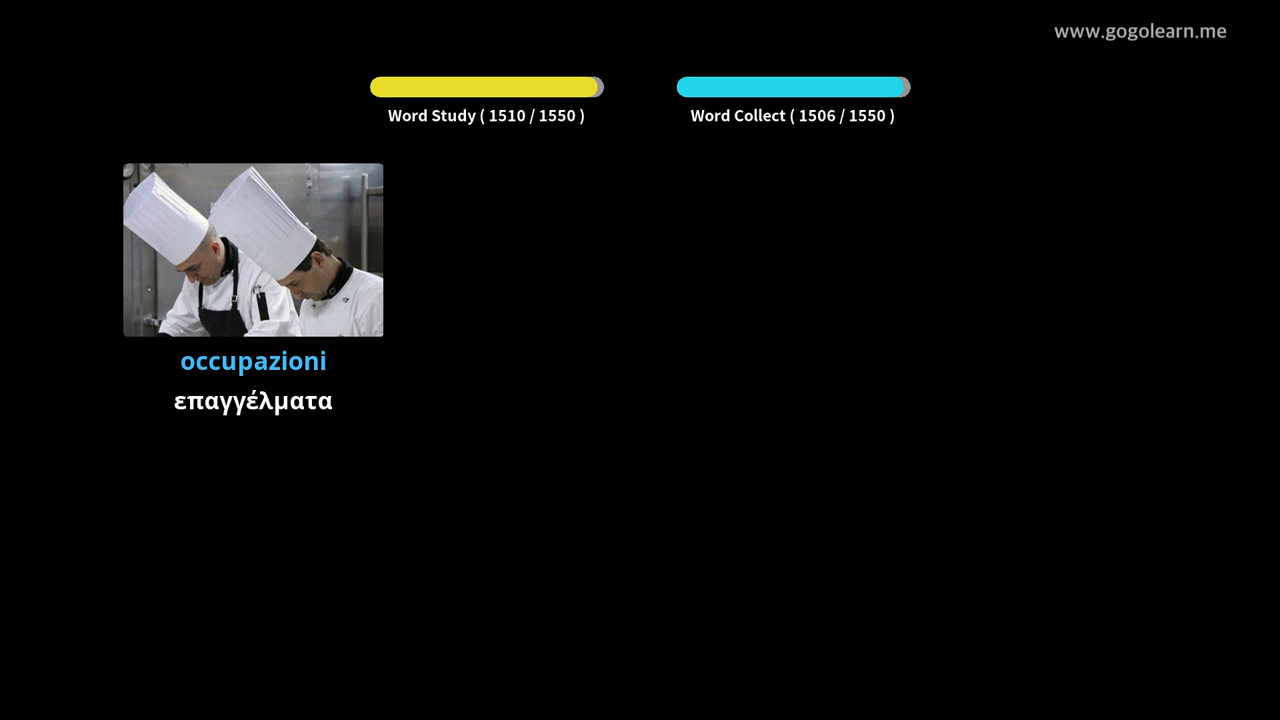 www.gogolearn.me
Word Study ( 1510 / 1550 )
Word Collect ( 1506 / 1550 )
occupazioni
επαγγέλματα